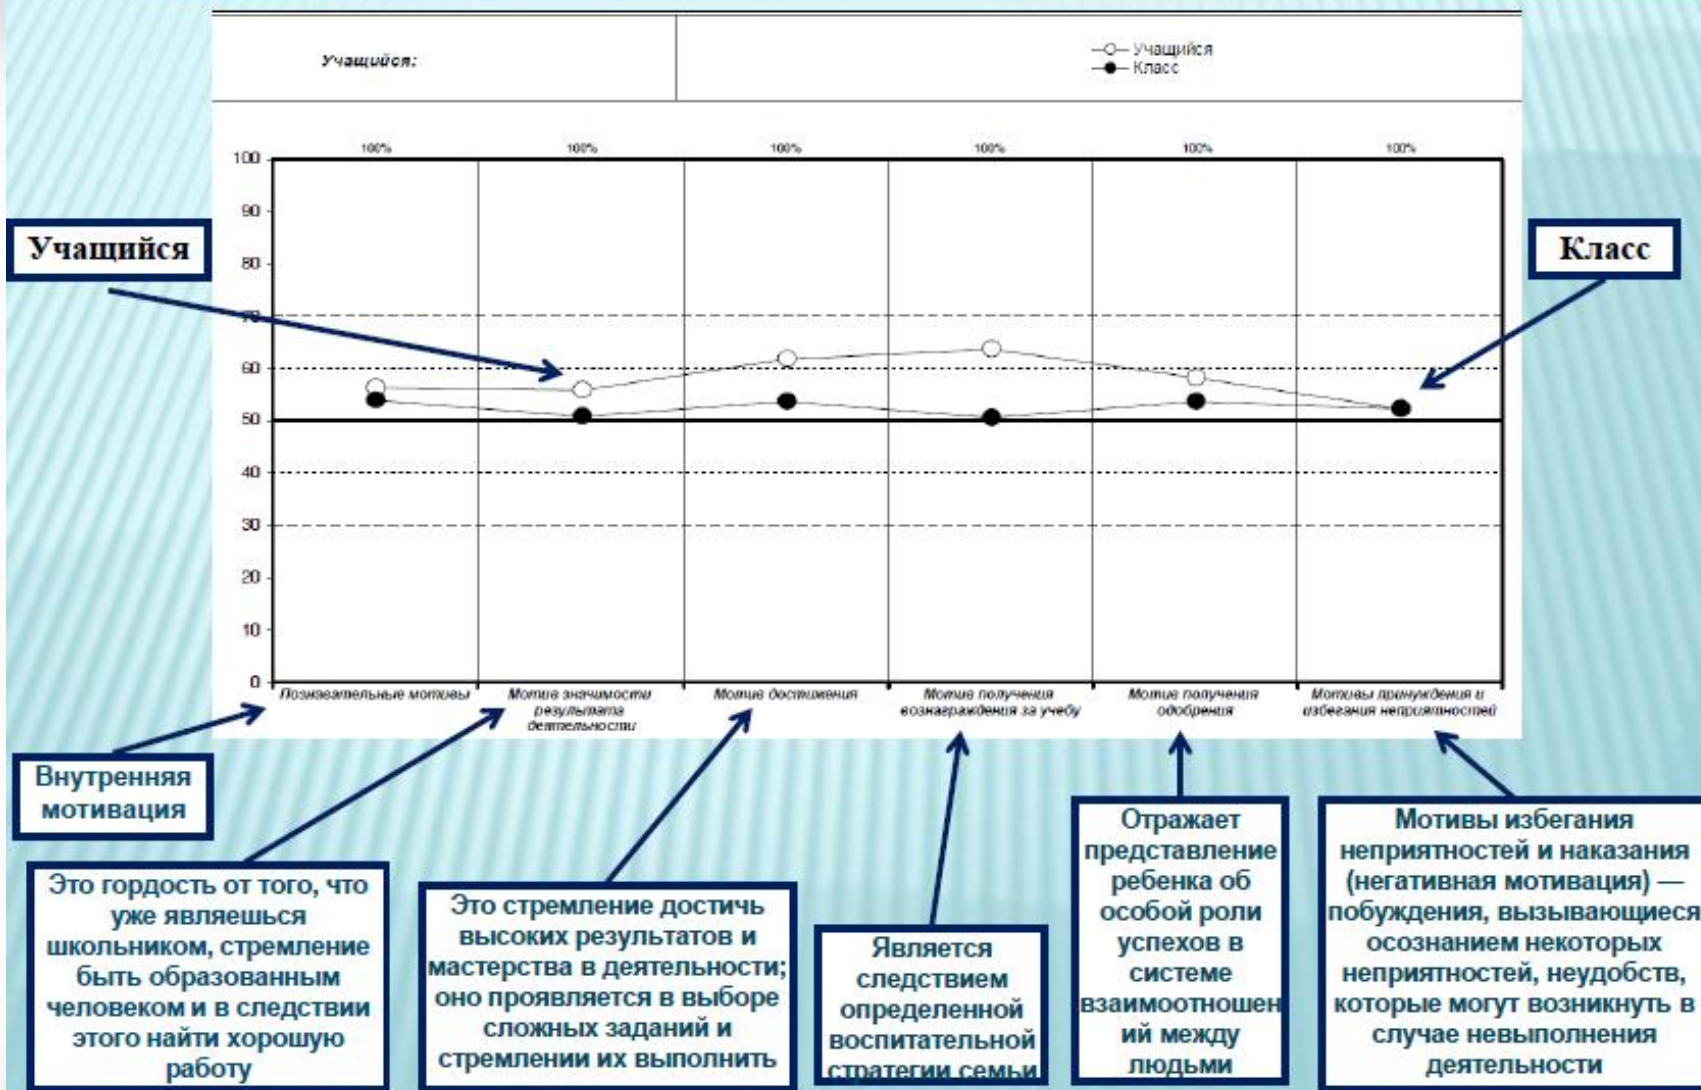 Учащийся:
Учащийся
Класс
100%
100%
100%
100%
100%
100%
100
90
80
70
60
50
40
30
20
10
0
Учащийся
Класс
Познавательные мотивы
Мотив значимости
результата
деятельности
Мотив достижения
Мотив получения
вознаграждения за учебу
Мотив получения
одобрения
Мотивы принуждения и
избегания неприятностей
Внутренняя
мотивация
Это гордость от того, что
уже являешься
школьником, стремление
быть образованным
человеком и в следствии
этого найти хорошую
работу
Это стремление достичь
высоких результатов и
мастерства в деятельности;
оно проявляется в выборе
сложных заданий и
стремлении их выполнить
Является
следствием
определенной
воспитательной
стратегии семьи
Отражает
представление
ребенка об
особой роли
успехов в
системе
взаимоотношен
ий между
людьми
Мотивы избегания
неприятностей и наказания
(негативная мотивация) —
побуждения, вызывающиеся
осознанием некоторых
неприятностей, неудобств,
которые могут возникнуть в
случае невыполнения
деятельности